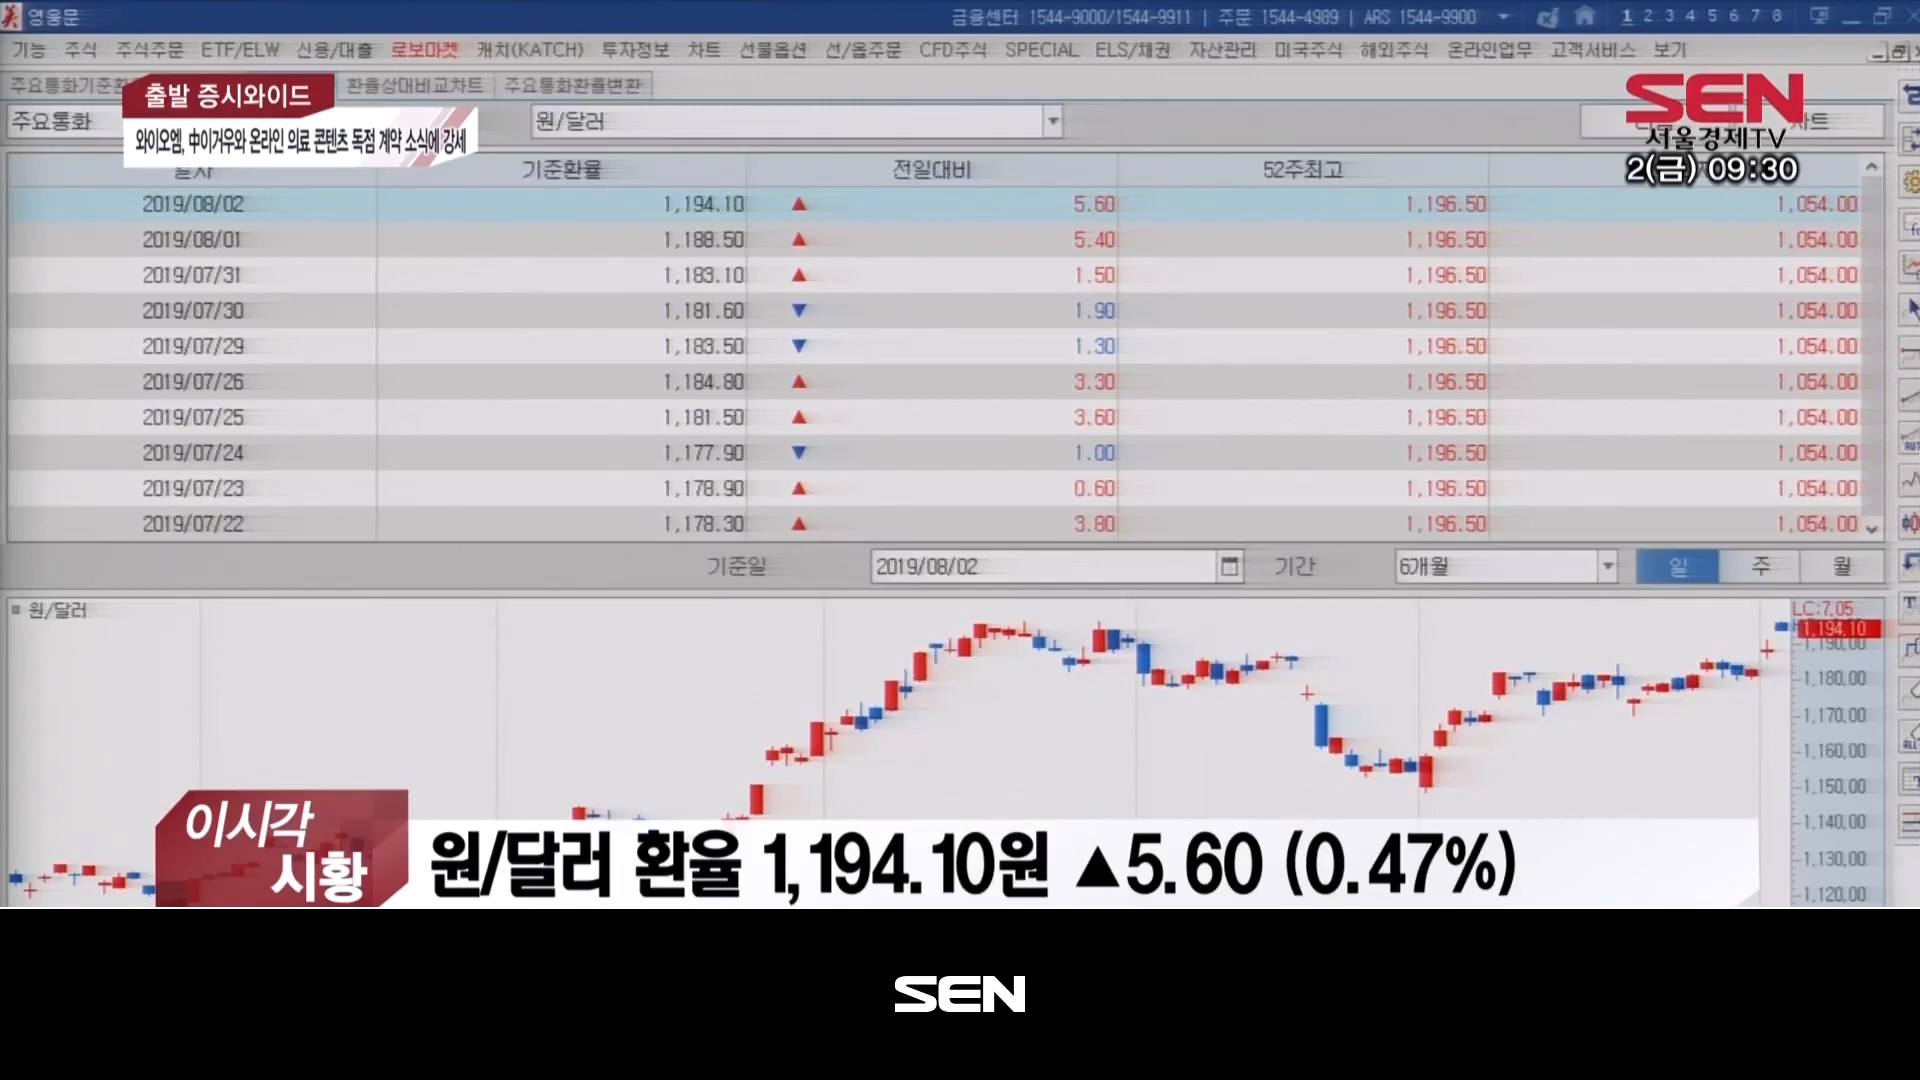 영웅문 금융센터 1544-9000/1544-9911 | 주문 1544-4989 | ARS 1544-9900 1 2 3 4 5 6 7 8
기능 주식 주식주문 ETF/ELW 신용/대출 로보마켓 캐치(KATCH) 투자정보 차트 선물옵션 선/옵주문 CFD주식 SPECIAL ELS/채권 자산관리 미국주식 해외주식 온라인업무 고객서비스 보기
주요통화기준환 환율상대비교차트 주요통화환율변환
출발 증시와이드
SEN
주요통화 원/달러 차트
와이오엠, 中이거우와 온라인 의료 콘텐츠 독점 계약 소식에 강세
서울경제TV
2(금) 09:30
일자 기준환율 전일대비 52주최고
2019/08/02 1,194.10 ▲ 5.60 1,196.50 1,054.00
2019/08/01 1,188.50 ▲ 5.40 1,196.50 1,054.00
2019/07/31 1,183.10 ▲ 1.50 1,196.50 1,054.00
2019/07/30 1,181.60 ▼ 1.90 1,196.50 1,054.00
2019/07/29 1,183.50 ▼ 1.30 1,196.50 1,054.00
2019/07/26 1,184.80 ▲ 3.30 1,196.50 1,054.00
2019/07/25 1,181.50 ▲ 3.60 1,196.50 1,054.00
2019/07/24 1,177.90 ▼ 1.00 1,196.50 1,054.00
2019/07/23 1,178.90 ▲ 0.60 1,196.50 1,054.00
2019/07/22 1,178.30 ▲ 3.80 1,196.50 1,054.00
기준일 2019/08/02 기간 6개월 일 주 월
원/달러
LC:7.05
1,194.10
1,190.00
1,180.00
1,170.00
1,160.00
1,150.00
1,140.00
1,130.00
1,120.00
이시각
시황
원/달러 환율 1,194.10원 ▲5.60 (0.47%)
SEN